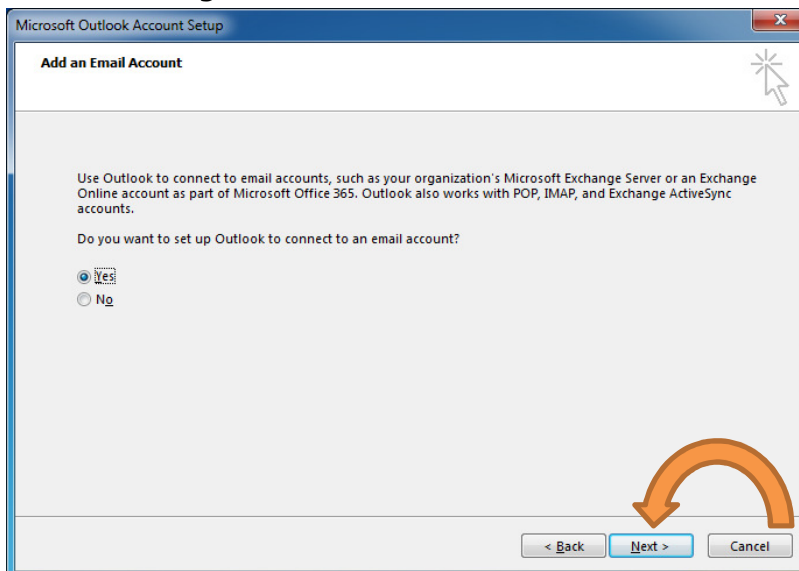 Microsoft Outlook Account Setup
Add an Email Account
Use Outlook to connect to email accounts, such as your organization's Microsoft Exchange Server or an Exchange
Online account as part of Microsoft Office 365. Outlook also works with POP, IMAP, and Exchange ActiveSync
accounts.
Do you want to set up Outlook to connect to an email account?
Yes
No
< Back Next > Cancel